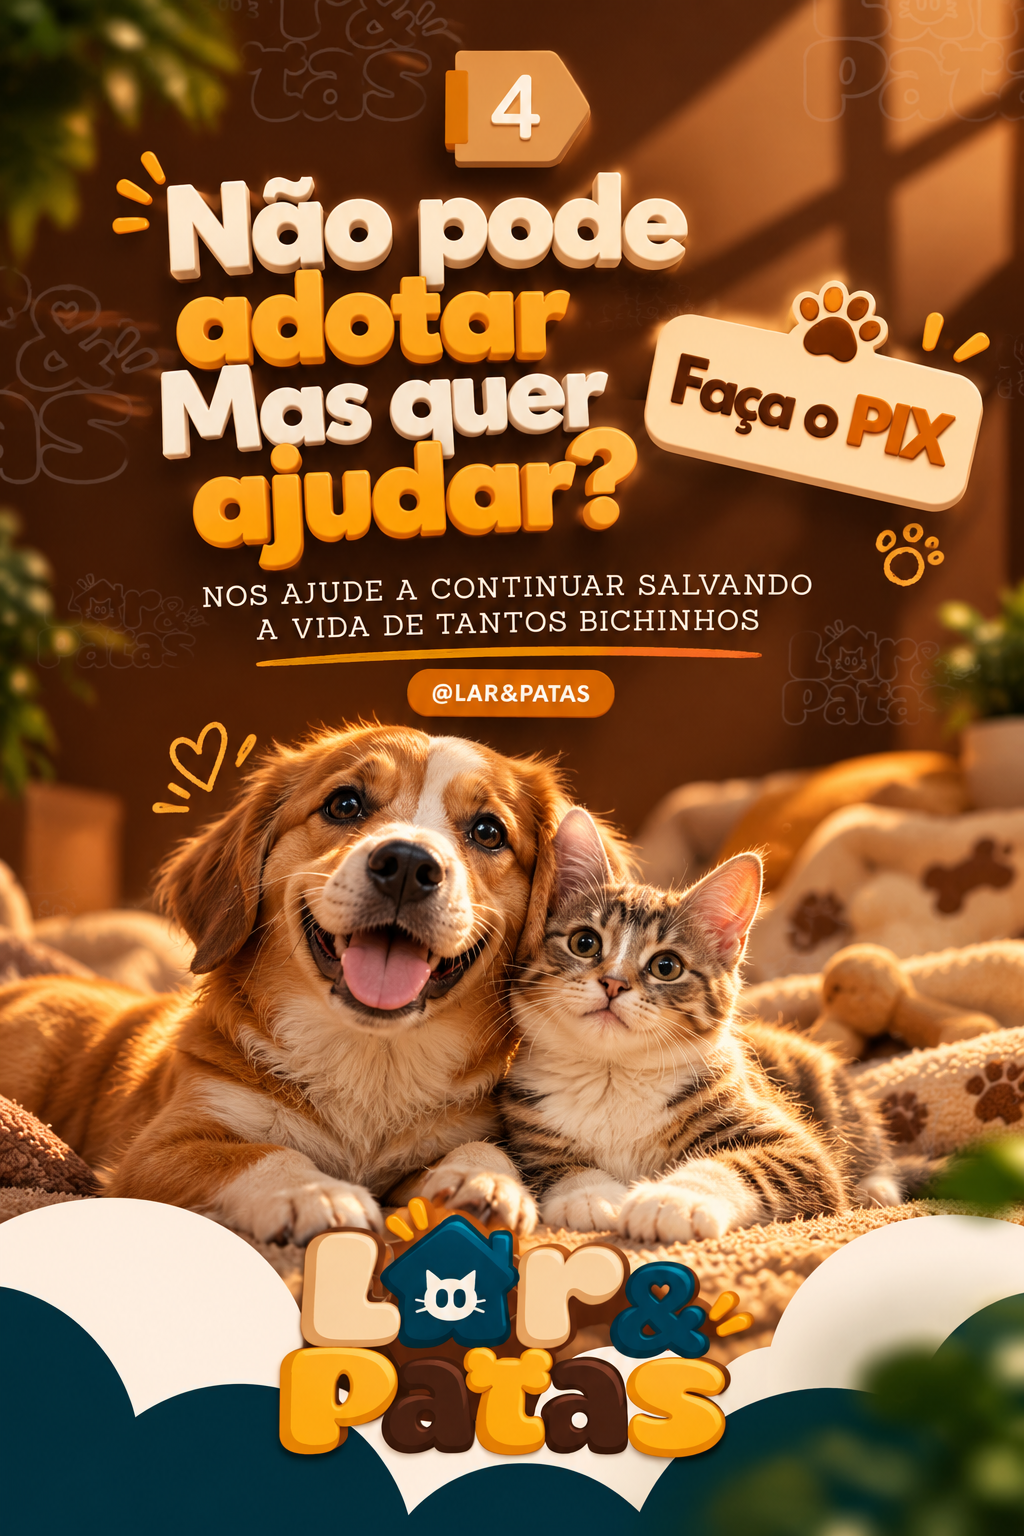 4
Não pode
adotar
Mas quer
ajudar?
Faça o PIX
NOS AJUDE A CONTINUAR SALVANDO
A VIDA DE TANTOS BICHINHOS
@LAR&PATAS
Lar&
Patas